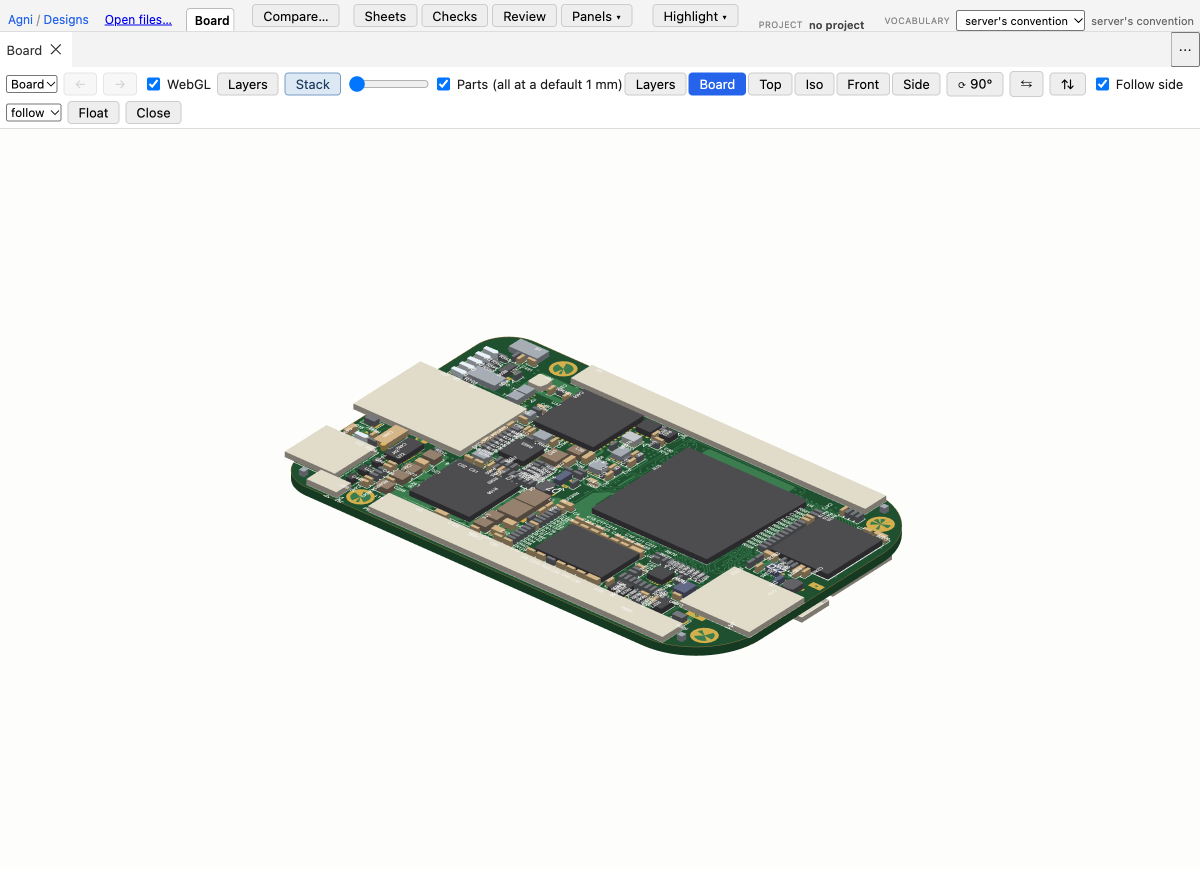 Agni / Designs Open files... Board Compare... Sheets Checks Review Panels ▾ Highlight ▾ PROJECT no project VOCABULARY server's convention server's convention
Board ✕ ...
Board ← → WebGL Layers Stack Parts (all at a default 1 mm) Layers Board Top Iso Front Side ⟳ 90° ⇆ ⇅ Follow side
follow Float Close